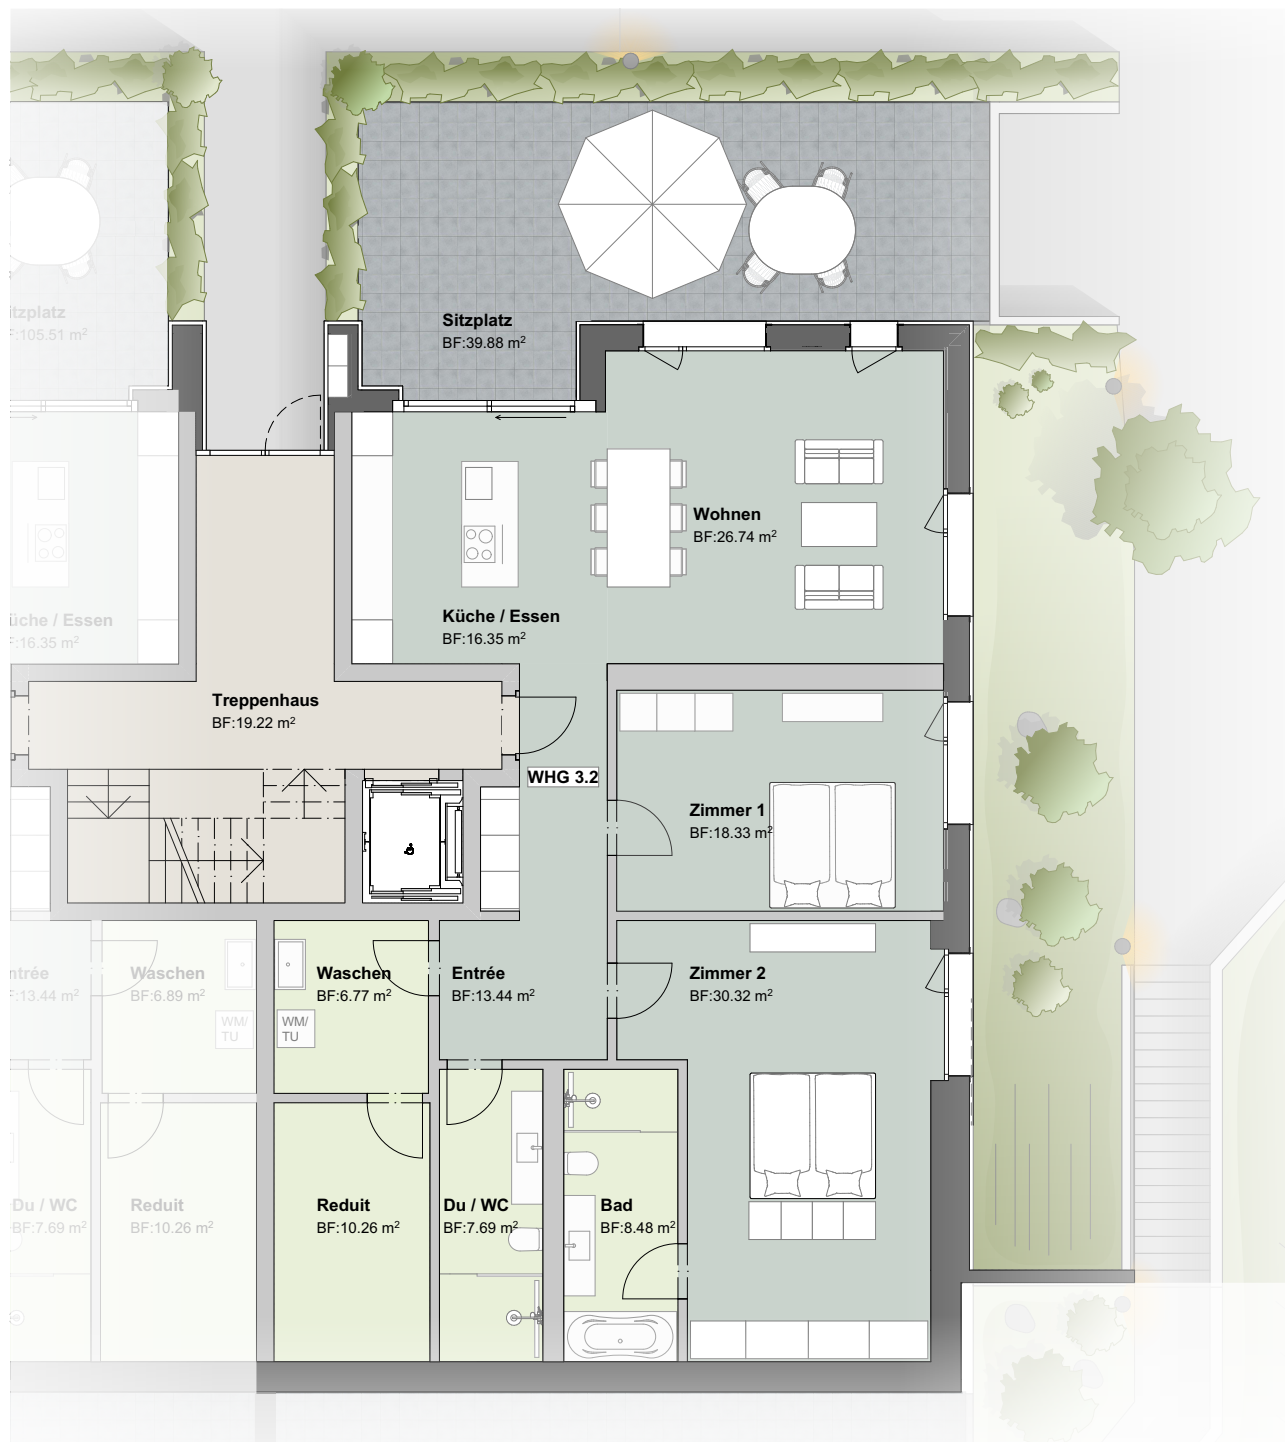 itzplatz
F:105.51 m²
Sitzplatz
BF:39.88 m²
Wohnen
BF:26.74 m²
üche / Essen
F:16.35 m²
Küche / Essen
BF:16.35 m²
Treppenhaus
BF:19.22 m²
WHG 3.2
Zimmer 1
BF:18.33 m²
ntrée
F:13.44 m²
Waschen
BF:6.89 m²
WM/
TU
Waschen
BF:6.77 m²
WM/
TU
Entrée
BF:13.44 m²
Zimmer 2
BF:30.32 m²
Du / WC
BF:7.69 m²
Reduit
BF:10.26 m²
Reduit
BF:10.26 m²
Du / WC
BF:7.69 m²
Bad
BF:8.48 m²